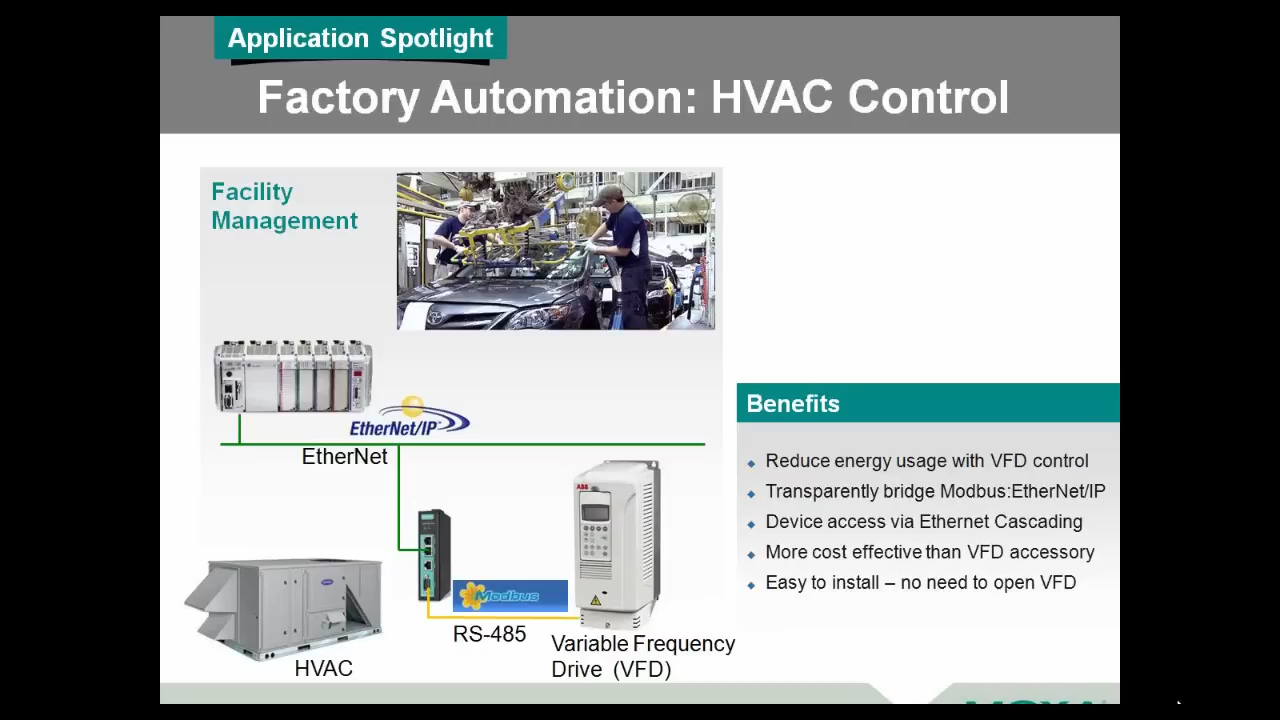 Application Spotlight
Factory Automation: HVAC Control
Facility
Management
EtherNet/IP
EtherNet
ABB
Modbus
RS-485
Variable Frequency
Drive (VFD)
HVAC
Benefits
Reduce energy usage with VFD control
Transparently bridge Modbus:EtherNet/IP
Device access via Ethernet Cascading
More cost effective than VFD accessory
Easy to install – no need to open VFD